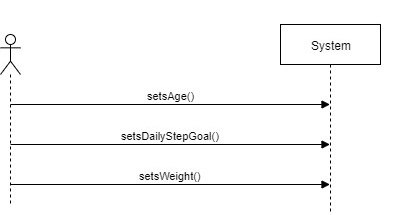 System
setsAge()
setsDailyStepGoal()
setsWeight()